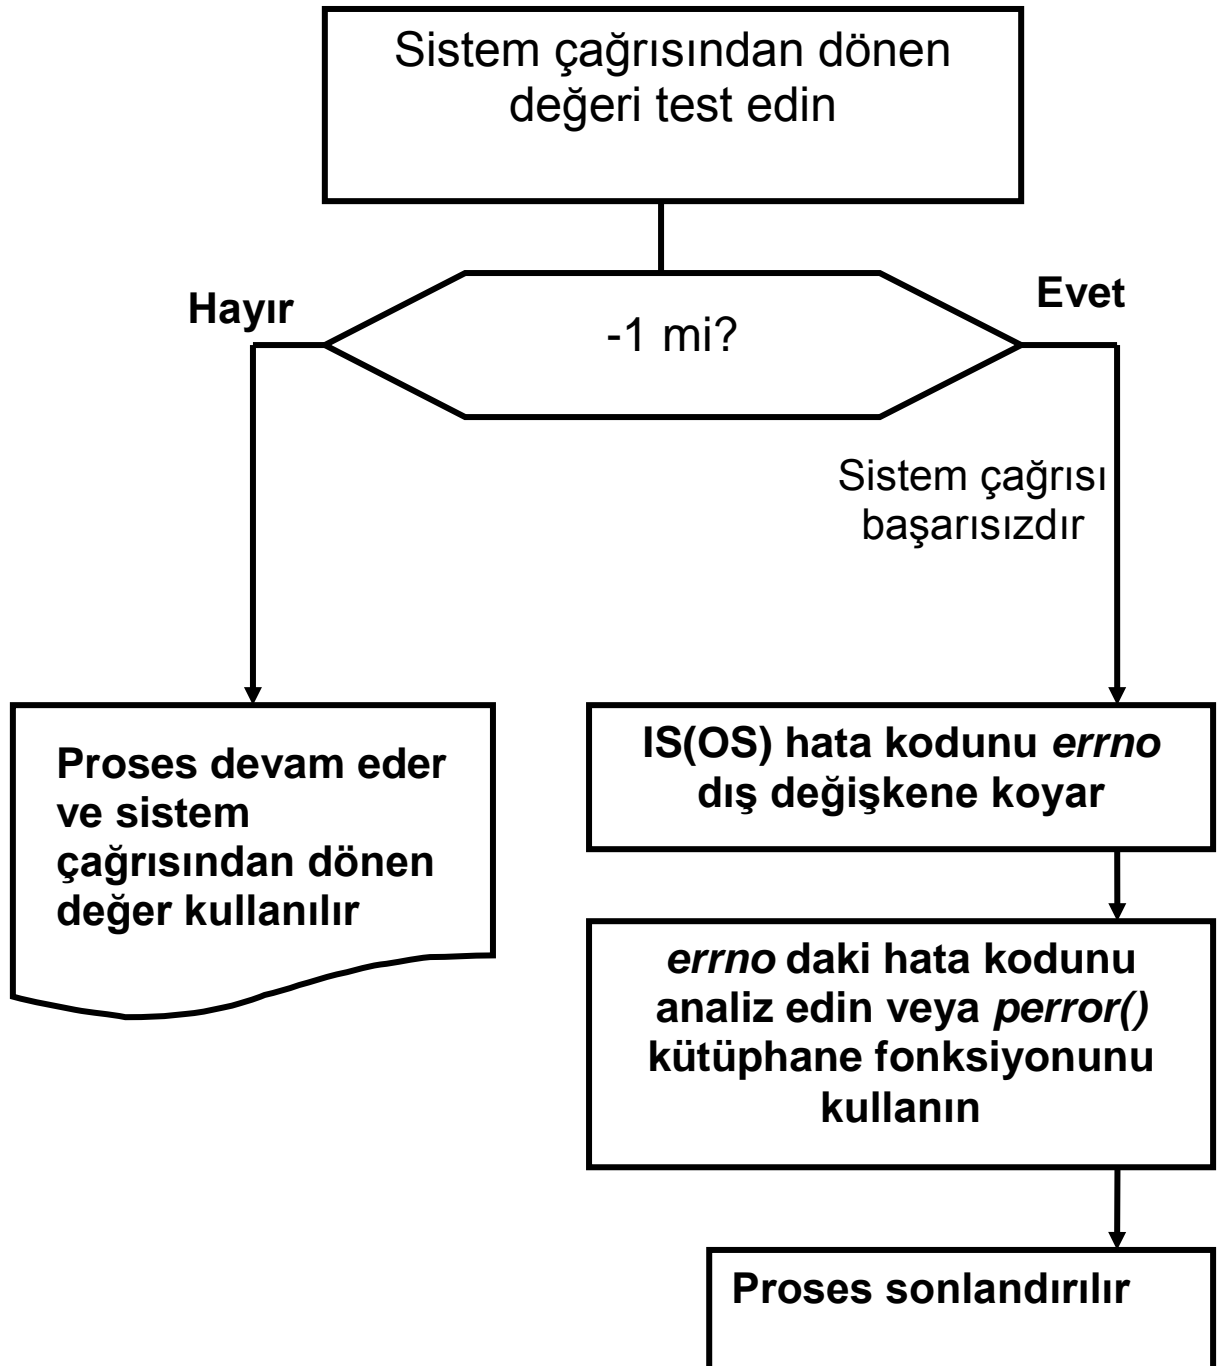 Sistem çağrısından dönen
değeri test edin
Hayır
Evet
-1 mi?
Sistem çağrısı
başarısızdır
Proses devam eder
ve sistem
çağrısından dönen
değer kullanılır
IS(OS) hata kodunu errno
dış değişkene koyar
errno daki hata kodunu
analiz edin veya perror()
kütüphane fonksiyonunu
kullanın
Proses sonlandırılır